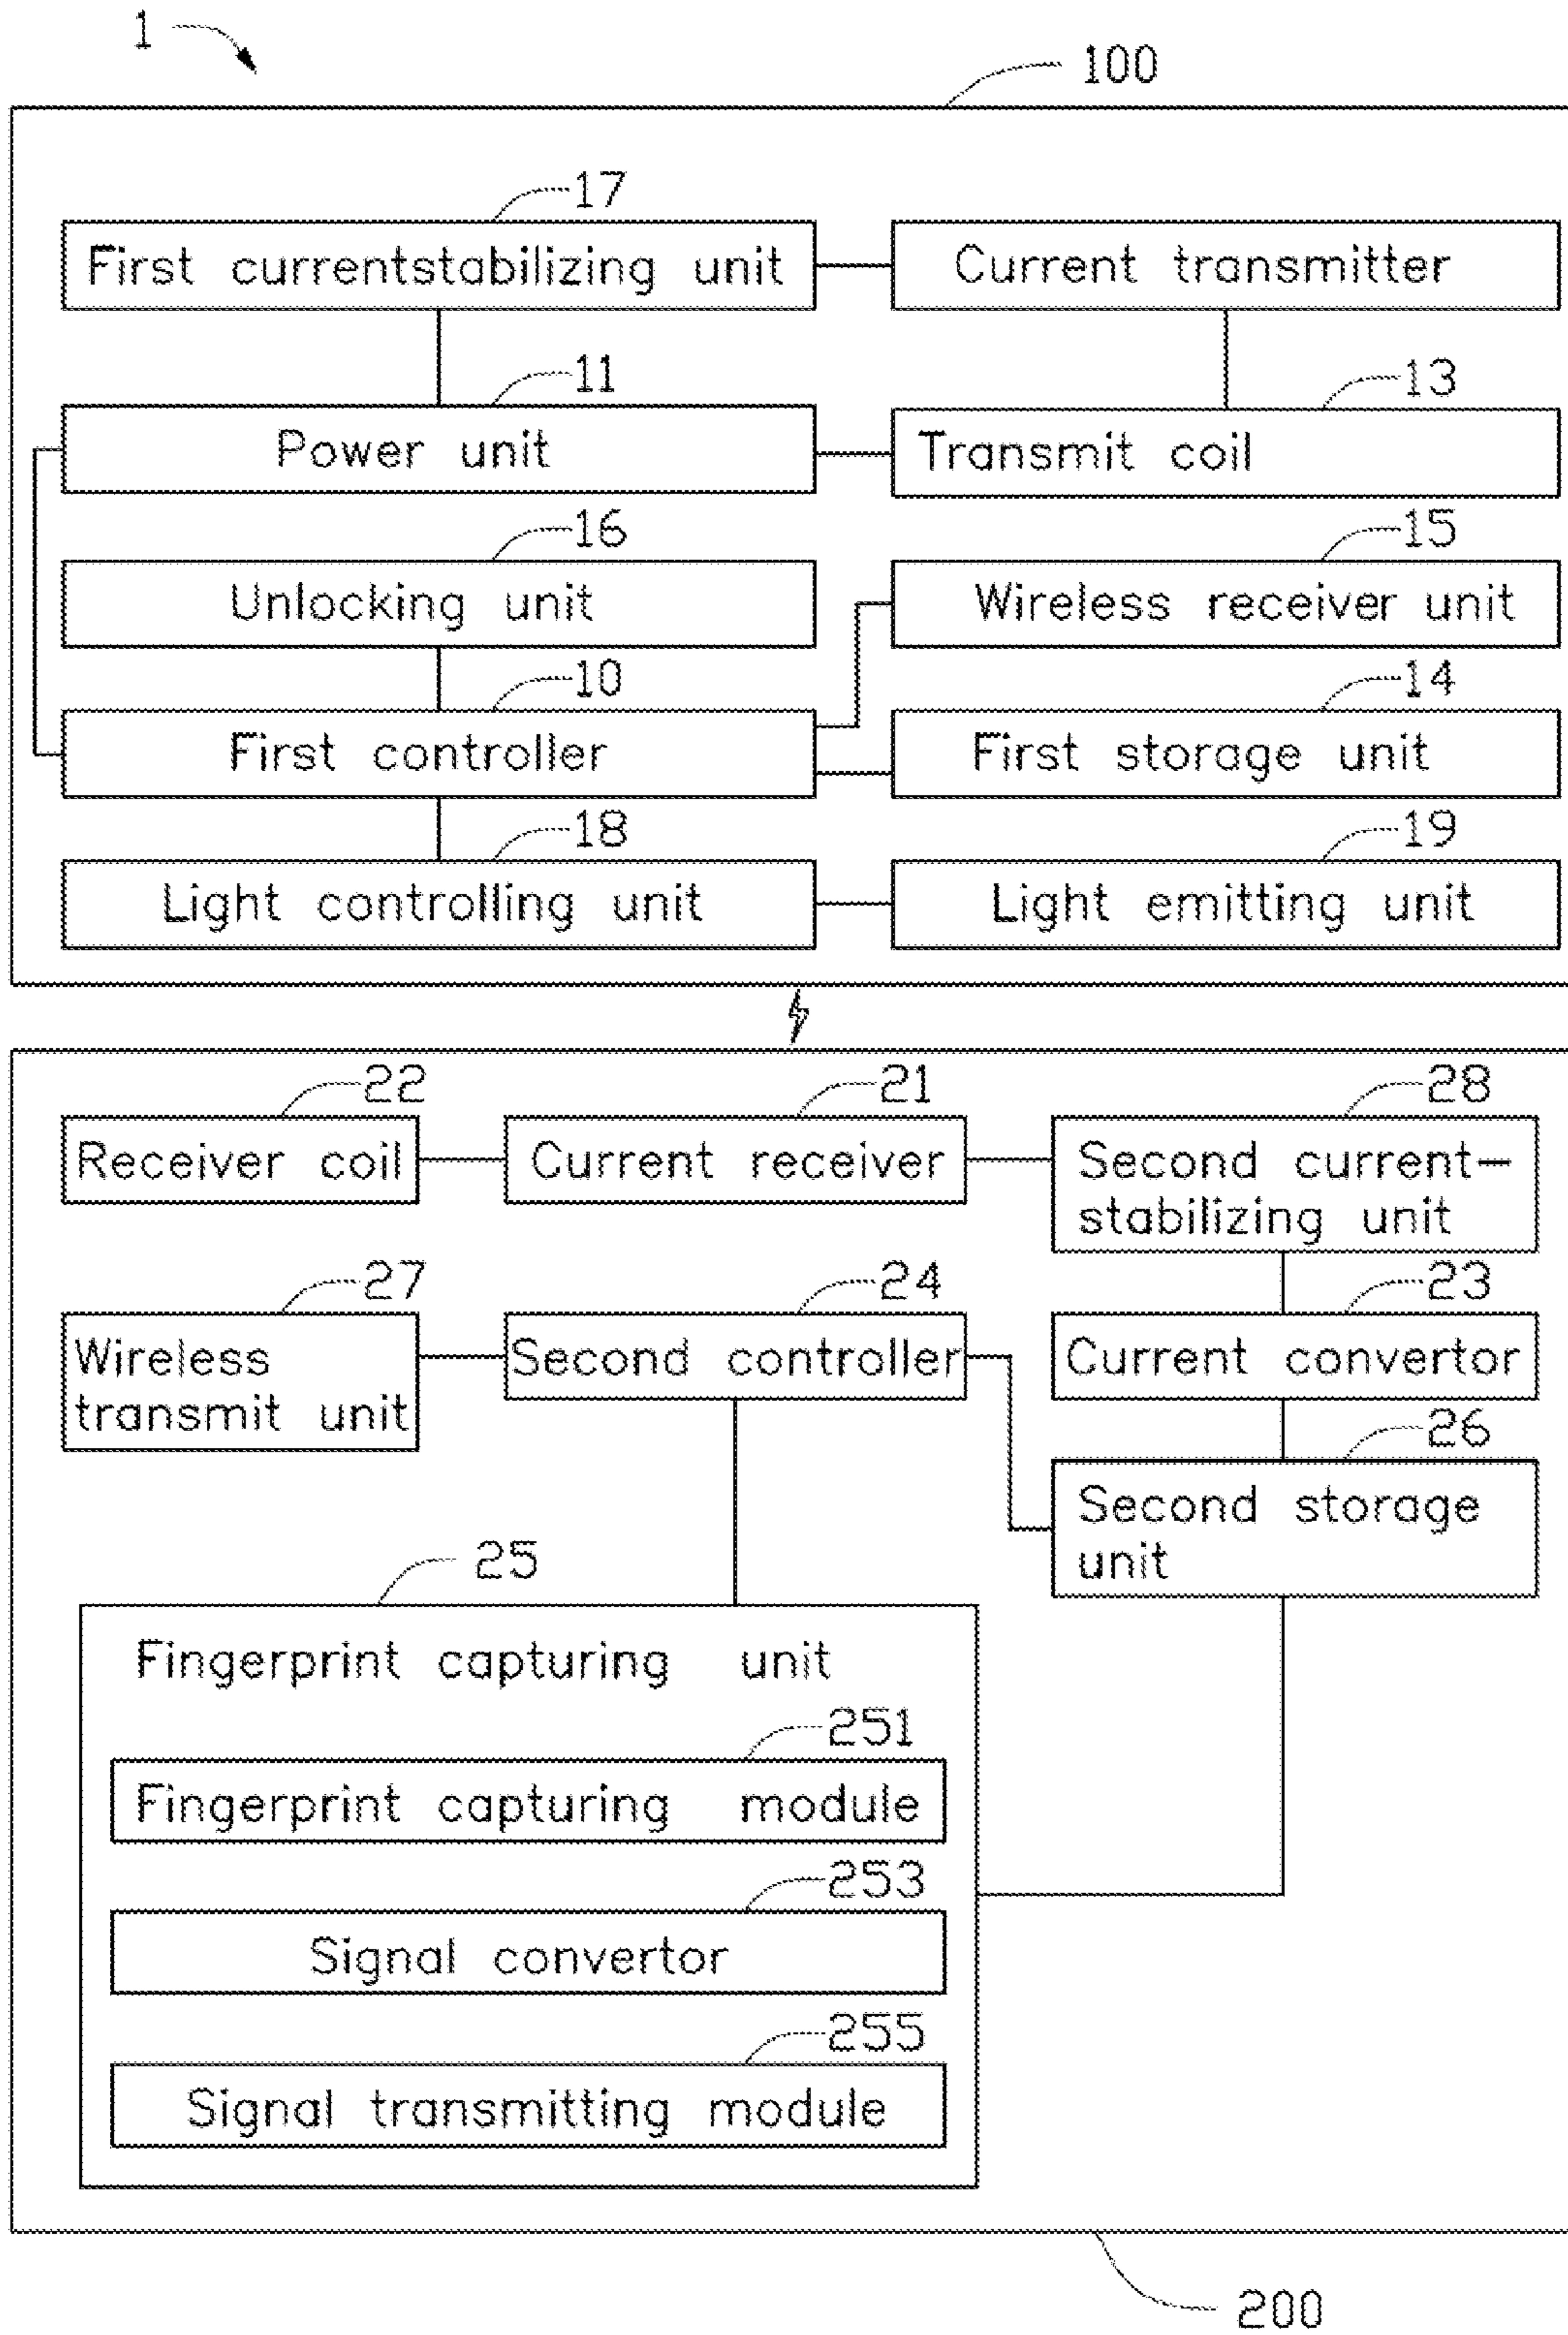 1
100
17
First currentstabilizing unit
Current transmitter
11
13
Power unit
Transmit coil
16
15
Unlocking unit
Wireless receiver unit
10
14
First controller
First storage unit
18
19
Light controlling unit
Light emitting unit
22
21
28
Receiver coil
Current receiver
Second current-
stabilizing unit
27
24
23
Wireless
transmit unit
Second controller
Current convertor
26
Second storage
unit
25
Fingerprint capturing unit
251
Fingerprint capturing module
253
Signal convertor
255
Signal transmitting module
200